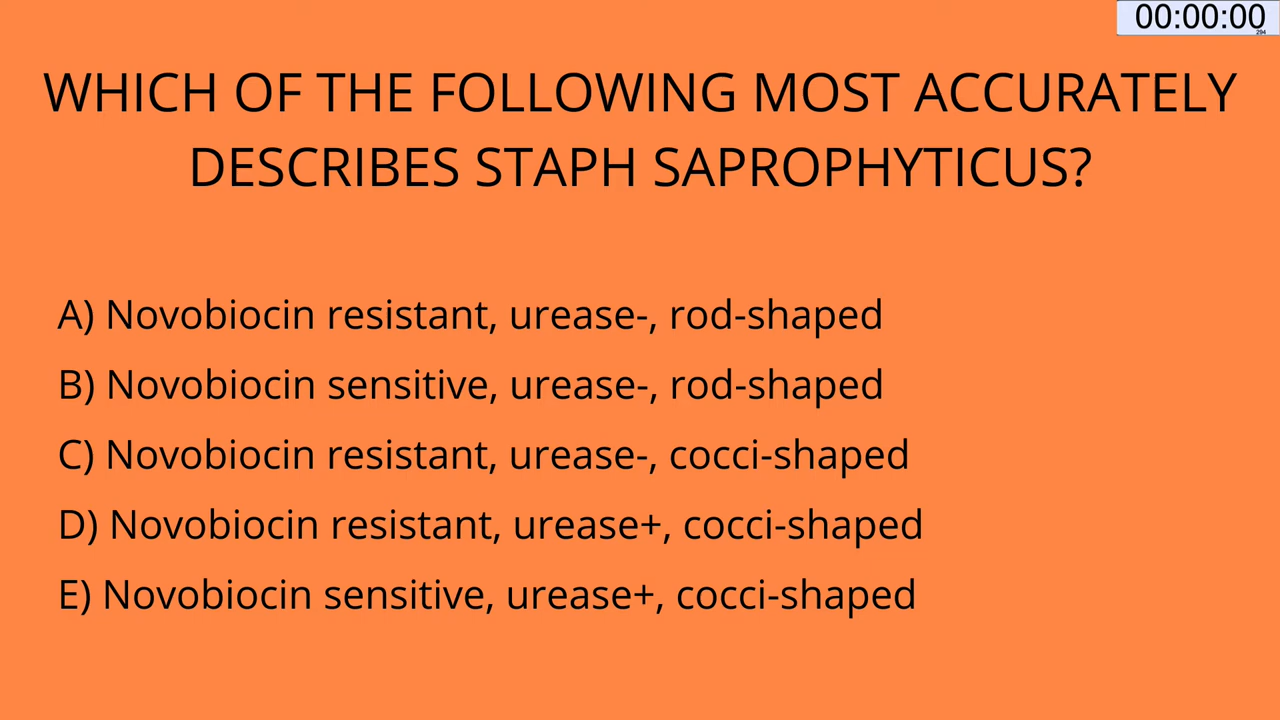 00:00:00
294
WHICH OF THE FOLLOWING MOST ACCURATELY
DESCRIBES STAPH SAPROPHYTICUS?
A) Novobiocin resistant, urease-, rod-shaped
B) Novobiocin sensitive, urease-, rod-shaped
C) Novobiocin resistant, urease-, cocci-shaped
D) Novobiocin resistant, urease+, cocci-shaped
E) Novobiocin sensitive, urease+, cocci-shaped